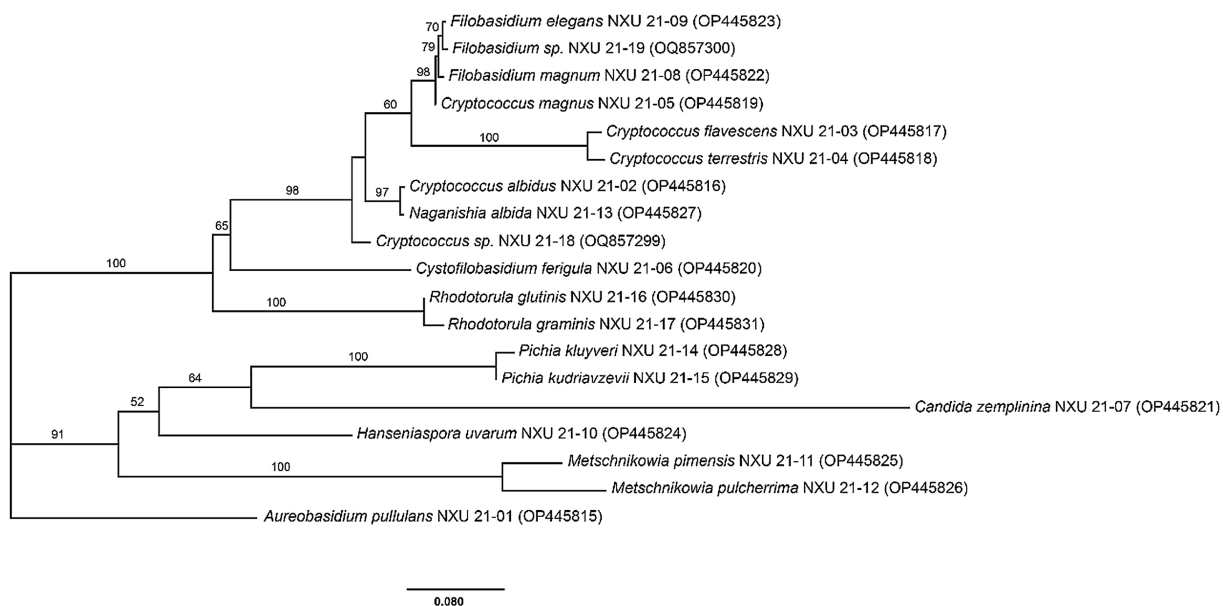 70
Filobasidium elegans NXU 21-09 (OP445823)
79
Filobasidium sp. NXU 21-19 (OQ857300)
98
Filobasidium magnum NXU 21-08 (OP445822)
60
Cryptococcus magnus NXU 21-05 (OP445819)
100
Cryptococcus flavescens NXU 21-03 (OP445817)
Cryptococcus terrestris NXU 21-04 (OP445818)
98
97
Cryptococcus albidus NXU 21-02 (OP445816)
Naganishia albida NXU 21-13 (OP445827)
65
Cryptococcus sp. NXU 21-18 (OQ857299)
100
Cystofilobasidium ferigula NXU 21-06 (OP445820)
100
Rhodotorula glutinis NXU 21-16 (OP445830)
Rhodotorula graminis NXU 21-17 (OP445831)
100
Pichia kluyveri NXU 21-14 (OP445828)
64
Pichia kudriavzevii NXU 21-15 (OP445829)
52
Candida zemplinina NXU 21-07 (OP445821)
91
Hanseniaspora uvarum NXU 21-10 (OP445824)
100
Metschnikowia pimensis NXU 21-11 (OP445825)
Metschnikowia pulcherrima NXU 21-12 (OP445826)
Aureobasidium pullulans NXU 21-01 (OP445815)
0.080